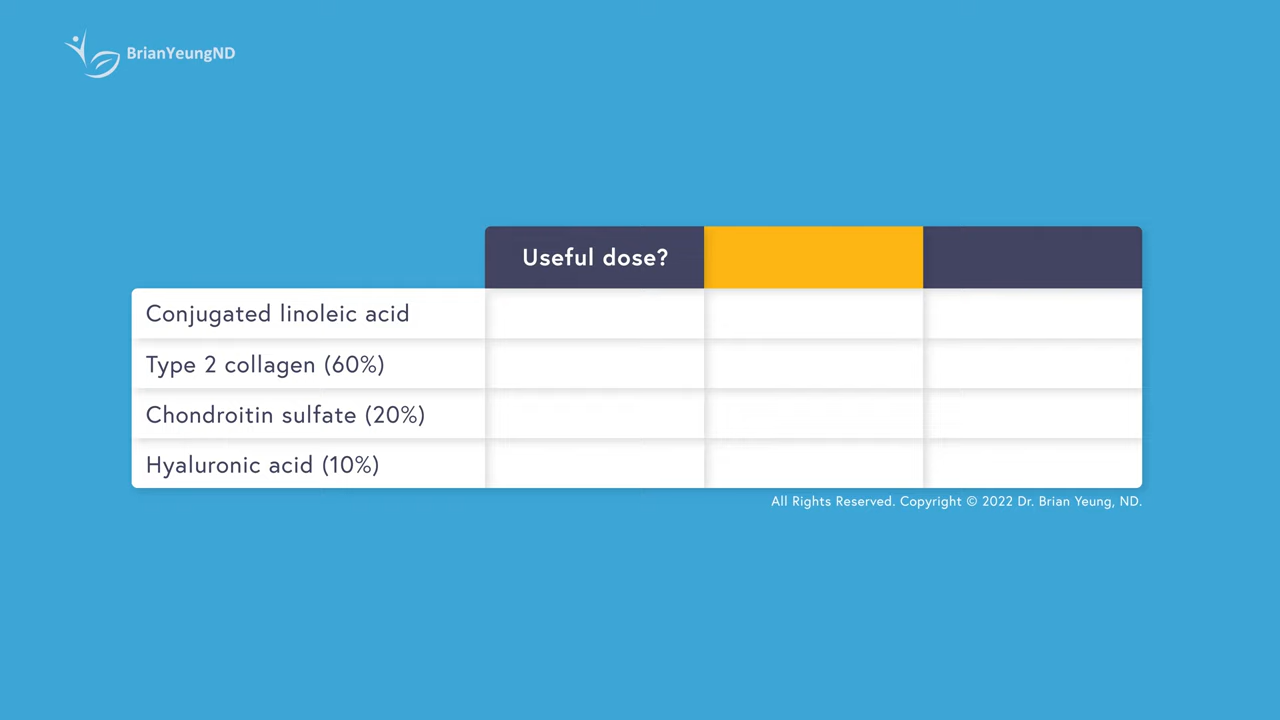 BrianYeungND
Useful dose?
Conjugated linoleic acid
Type 2 collagen (60%)
Chondroitin sulfate (20%)
Hyaluronic acid (10%)
All Rights Reserved. Copyright © 2022 Dr. Brian Yeung, ND.